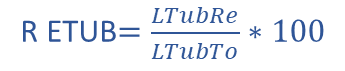 R ETUB= LTubRe / LTubTo * 100